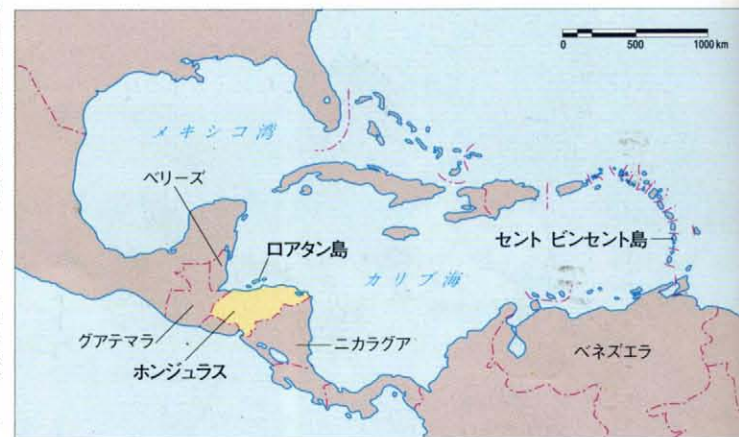 0 500 1000 km
メキシコ湾
ベリーズ
ロアタン島
セント ビンセント島
カリブ海
グアテマラ
ニカラグア
ベネズエラ
ホンジュラス